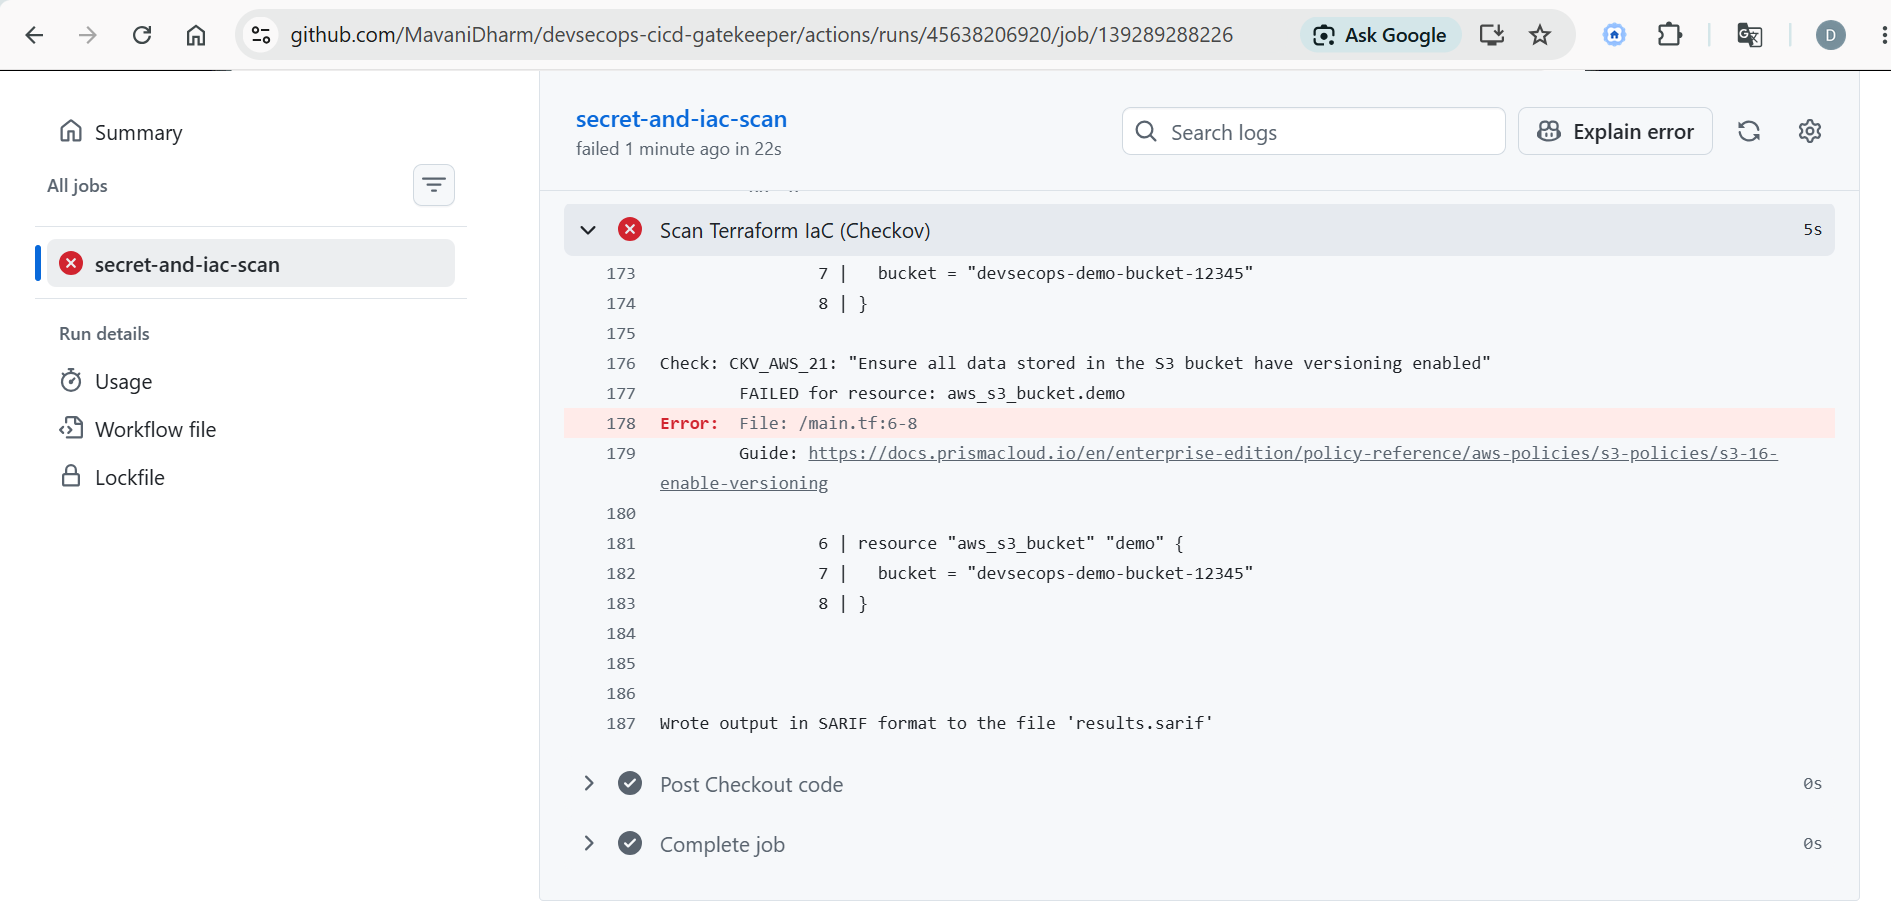 github.com/MavaniDharm/devsecops-cicd-gatekeeper/actions/runs/45638206920/job/139289288226
Ask Google
D
Summary
All jobs
secret-and-iac-scan
Run details
Usage
Workflow file
Lockfile
secret-and-iac-scan
failed 1 minute ago in 22s
Search logs
Explain error
Scan Terraform IaC (Checkov) 5s
173 7 | bucket = "devsecops-demo-bucket-12345"
174 8 | }
175
176 Check: CKV_AWS_21: "Ensure all data stored in the S3 bucket have versioning enabled"
177 FAILED for resource: aws_s3_bucket.demo
178 Error: File: /main.tf:6-8
179 Guide: https://docs.prismacloud.io/en/enterprise-edition/policy-reference/aws-policies/s3-policies/s3-16-
enable-versioning
180
181 6 | resource "aws_s3_bucket" "demo" {
182 7 | bucket = "devsecops-demo-bucket-12345"
183 8 | }
184
185
186
187 Wrote output in SARIF format to the file 'results.sarif'
Post Checkout code 0s
Complete job 0s